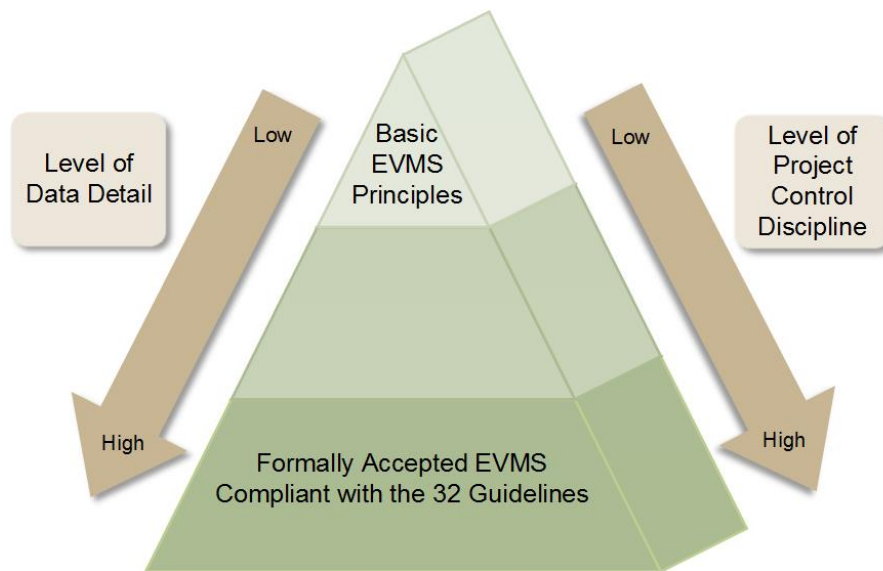 Level of
Data Detail
Low
High
Basic
EVMS
Principles
Formally Accepted EVMS
Compliant with the 32 Guidelines
Low
High
Level of
Project
Control
Discipline